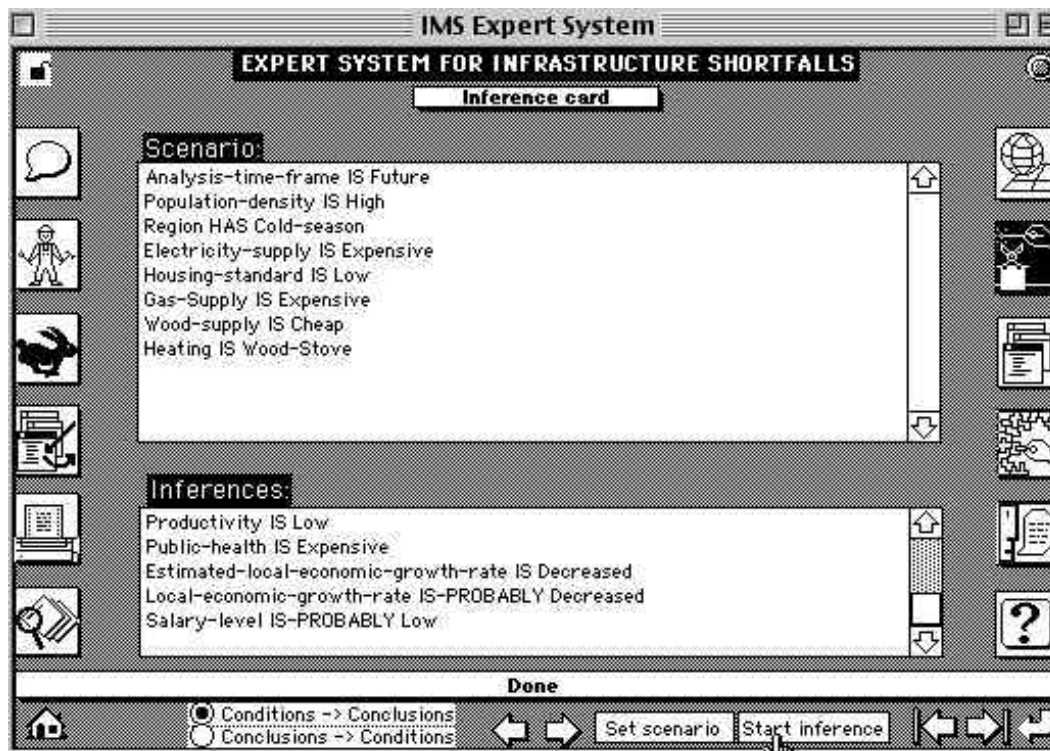 IMS Expert System
EXPERT SYSTEM FOR INFRASTRUCTURE SHORTFALLS
Inference card
Scenario:
Analysis-time-frame IS Future
Population-density IS High
Region HAS Cold-season
Electricity-supply IS Expensive
Housing-standard IS Low
Gas-Supply IS Expensive
Wood-supply IS Cheap
Heating IS Wood-Stove
Inferences:
Productivity IS Low
Public-health IS Expensive
Estimated-local-economic-growth-rate IS Decreased
Local-economic-growth-rate IS-PROBABLY Decreased
Salary-level IS-PROBABLY Low
?
Done
Conditions -> Conclusions
Conclusions -> Conditions
Set scenario
Start inference